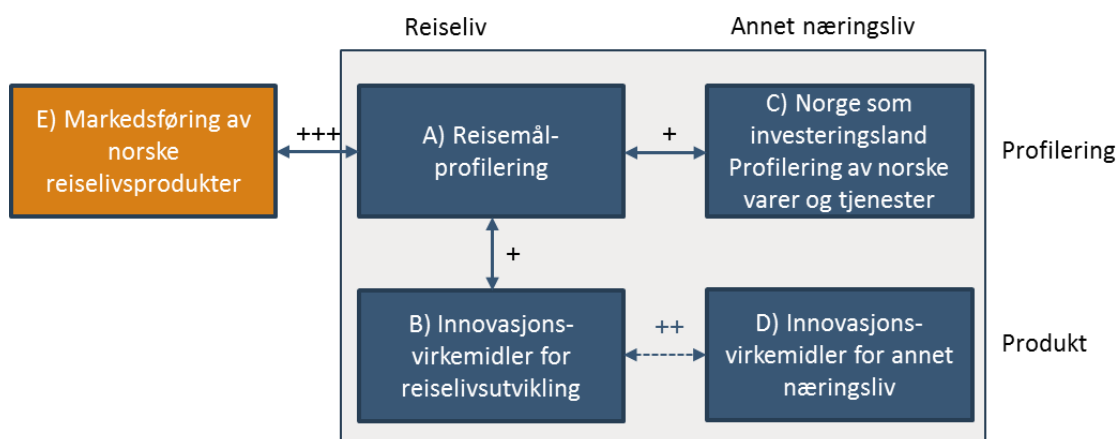 Reiseliv
Annet næringsliv
E) Markedsføring av
norske
reiselivsprodukter
+++
A) Reisemål-
profilering
+
C) Norge som
investeringsland
Profilering av norske
varer og tjenester
Profilering
+
B) Innovasjons-
virkemidler for
reiselivsutvikling
++
D) Innovasjons-
virkemidler for annet
næringsliv
Produkt